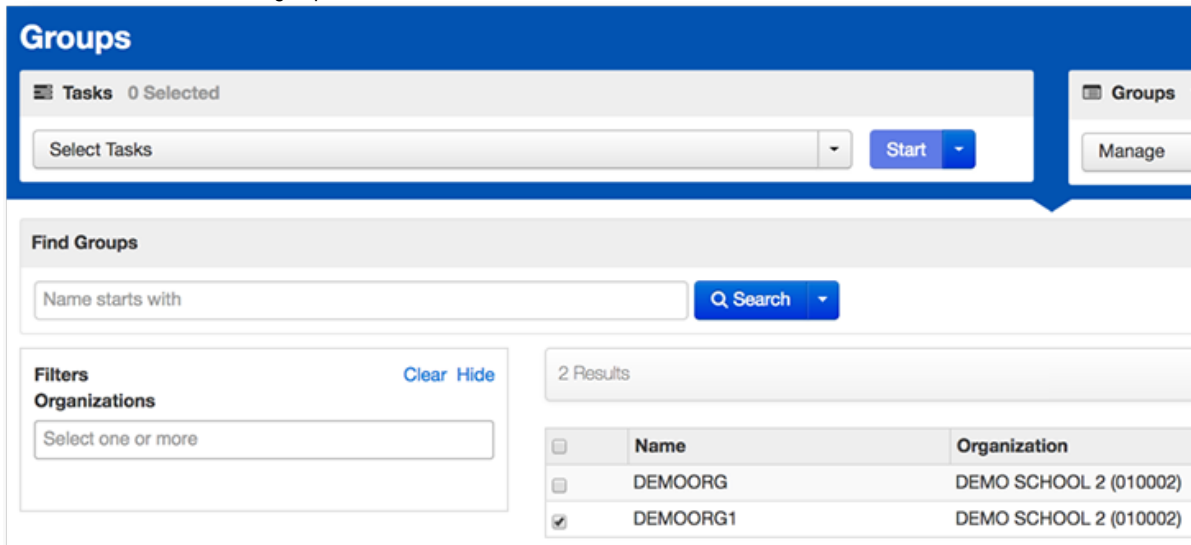 Groups
Tasks 0 Selected
Groups
Select Tasks
Start
Manage
Find Groups
Name starts with
Search
Filters
Clear Hide
Organizations
Select one or more
2 Results
Name Organization
DEMOORG DEMO SCHOOL 2 (010002)
DEMOORG1 DEMO SCHOOL 2 (010002)